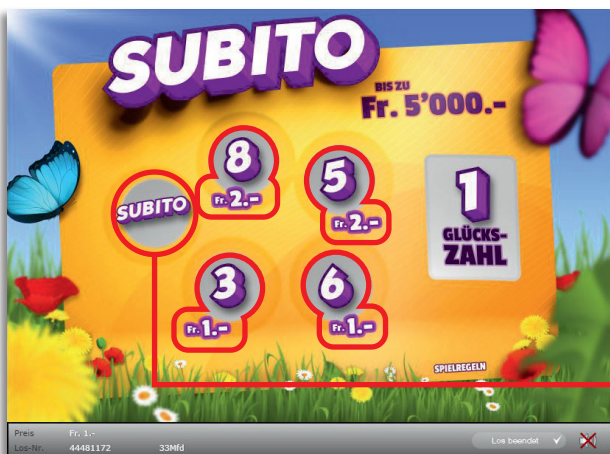 SUBITO
BIS ZU
Fr. 5'000.-
8
Fr. 2.-
5
Fr. 2.-
SUBITO
1
GLÜCKS-
ZAHL
3
Fr. 1.-
6
Fr. 1.-
SPIELREGELN
Preis Fr. 1.-
Los-Nr. 44481172 33Mfd
Los beendet